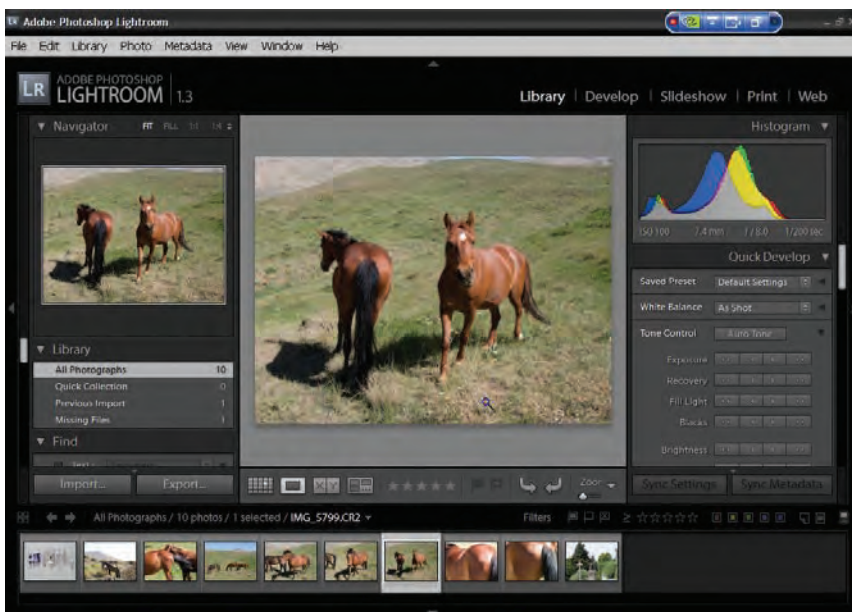 Adobe Photoshop Lightroom
File Edit Library Photo Metadata View Window Help
LR ADOBE PHOTOSHOP
LIGHTROOM 1.3
Library | Develop | Slideshow | Print | Web
Navigator FIT FILL 1:1 1:4
Histogram
ISO 100 7.4 mm f / 8.0 1/200 sec
Quick Develop
Saved Preset Default Settings
White Balance As Shot
Tone Control Auto Tone
Exposure
Recovery
Fill Light
Blacks
Brightness
Library
All Photographs 10
Quick Collection 0
Previous Import 1
Missing Files 1
Find
Import... Export...
XY
Zoom
Sync Settings Sync Metadata
All Photographs / 10 photos / 1 selected / IMG_5799.CR2
Filters